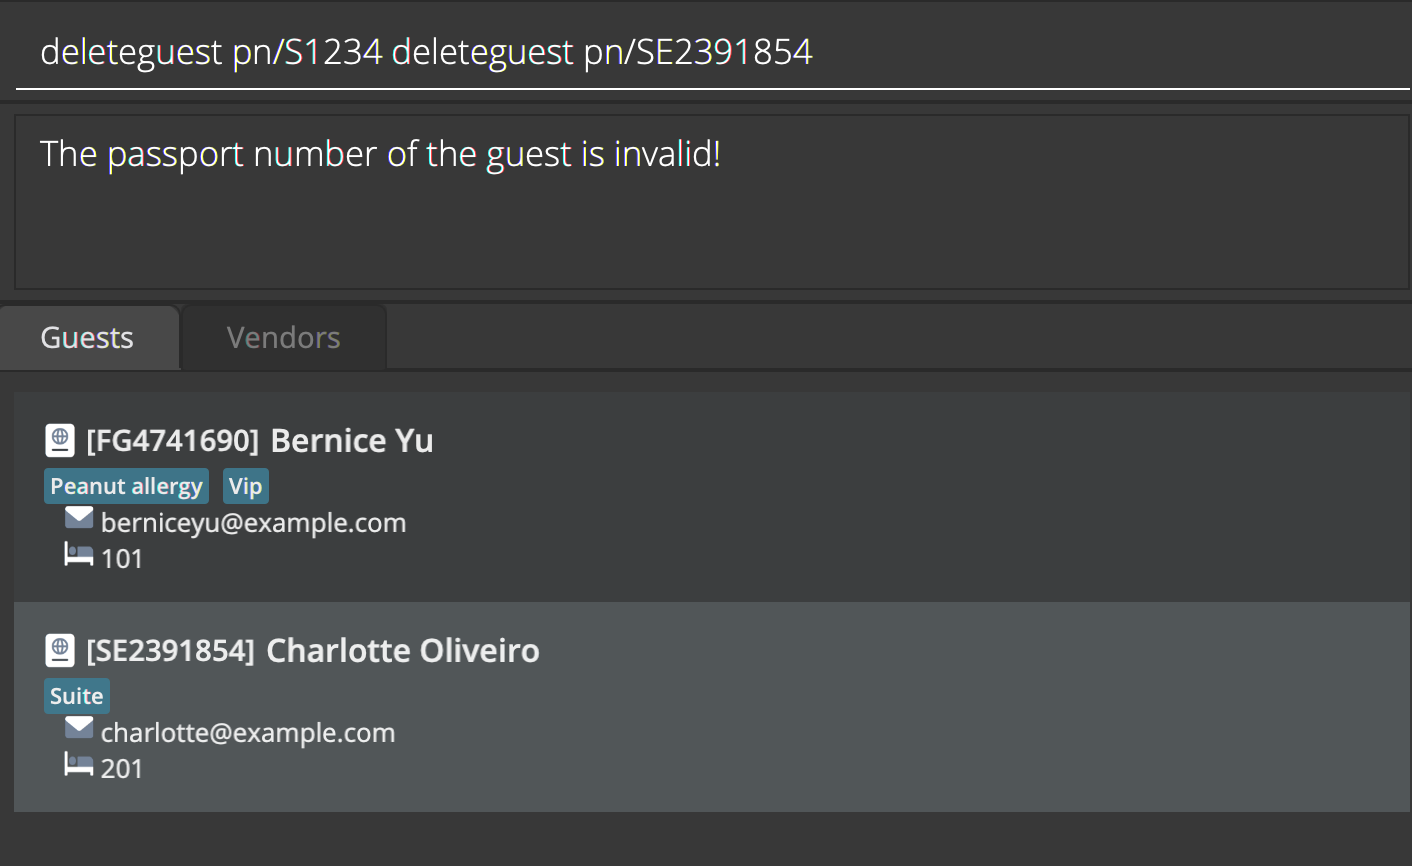 deleteguest pn/S1234 deleteguest pn/SE2391854
The passport number of the guest is invalid!
Guests Vendors
[FG4741690] Bernice Yu
Peanut allergy Vip
berniceyu@example.com
101
[SE2391854] Charlotte Oliveiro
Suite
charlotte@example.com
201